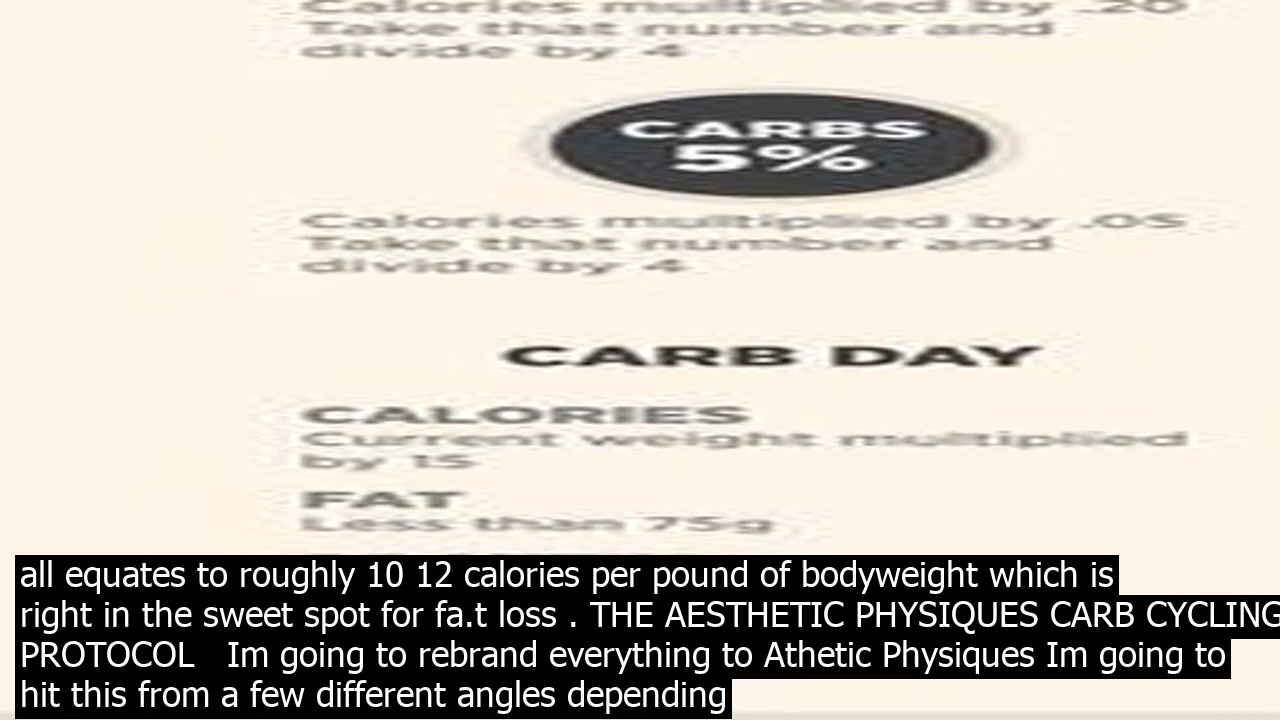 Calories multiplied by .20
Take that number and
divide by 4
CARBS
5%
Calories multiplied by .05
Take that number and
divide by 4
CARB DAY
CALORIES
Current weight multiplied
by 15
FAT
Less than 75g
all equates to roughly 10 12 calories per pound of bodyweight which is
right in the sweet spot for fa.t loss . THE AESTHETIC PHYSIQUES CARB CYCLING
PROTOCOL Im going to rebrand everything to Athetic Physiques Im going to
hit this from a few different angles depending